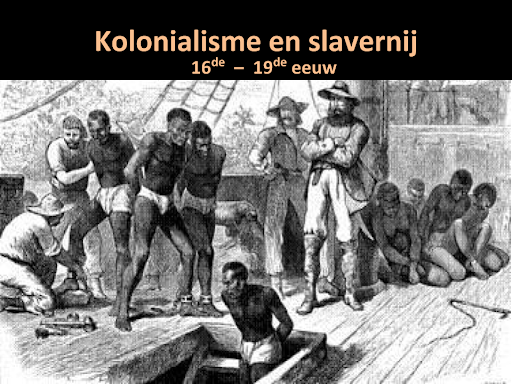 Kolonialisme en slavernij
16de – 19de eeuw